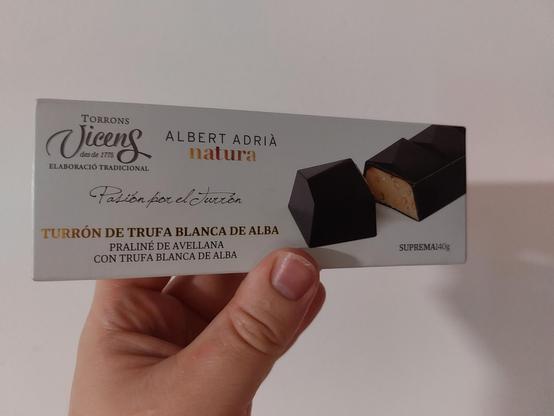 TORRONS
Vicens
des de 1775
ELABORACIÓ TRADICIONAL
ALBERT ADRIÀ
natura
Pasión por el Turrón
TURRÓN DE TRUFA BLANCA DE ALBA
PRALINÉ DE AVELLANA
CON TRUFA BLANCA DE ALBA
SUPREMA 140g